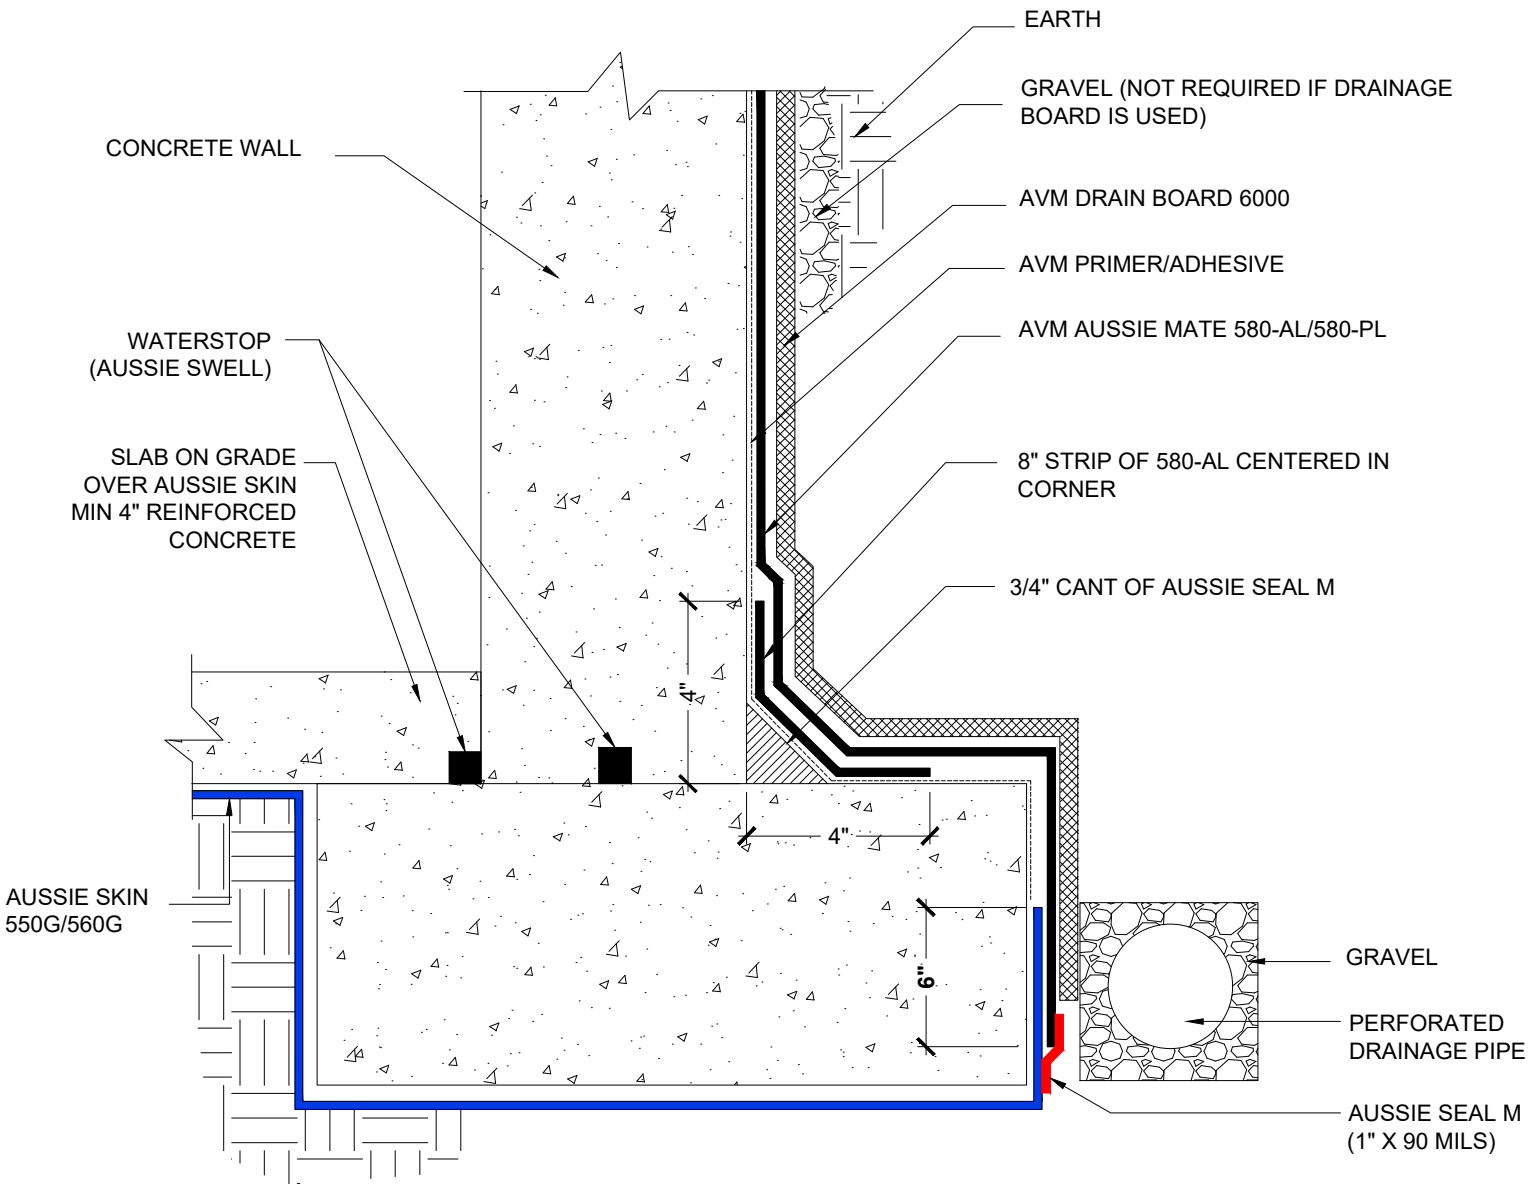 EARTH
GRAVEL (NOT REQUIRED IF DRAINAGE
BOARD IS USED)
CONCRETE WALL
AVM DRAIN BOARD 6000
AVM PRIMER/ADHESIVE
WATERSTOP
(AUSSIE SWELL)
AVM AUSSIE MATE 580-AL/580-PL
SLAB ON GRADE
OVER AUSSIE SKIN
MIN 4" REINFORCED
CONCRETE
8" STRIP OF 580-AL CENTERED IN
CORNER
3/4" CANT OF AUSSIE SEAL M
4"
4"
AUSSIE SKIN
550G/560G
6"
GRAVEL
PERFORATED
DRAINAGE PIPE
AUSSIE SEAL M
(1" X 90 MILS)